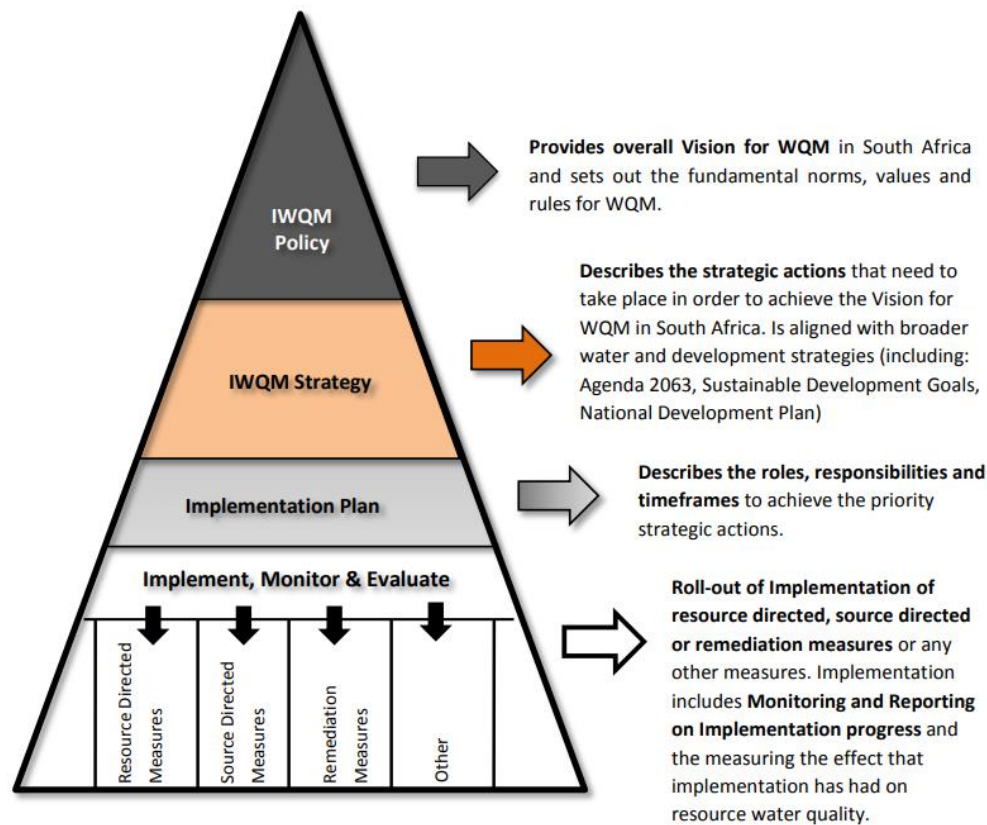 IWQM
Policy
Provides overall Vision for WQM in South Africa
and sets out the fundamental norms, values and
rules for WQM.
IWQM Strategy
Describes the strategic actions that need to
take place in order to achieve the Vision for
WQM in South Africa. Is aligned with broader
water and development strategies (including:
Agenda 2063, Sustainable Development Goals,
National Development Plan)
Implementation Plan
Describes the roles, responsibilities and
timeframes to achieve the priority
strategic actions.
Implement, Monitor & Evaluate
Resource Directed
Measures
Source Directed
Measures
Remediation
Measures
Other
Roll-out of Implementation of
resource directed, source directed
or remediation measures or any
other measures. Implementation
includes Monitoring and Reporting
on Implementation progress and
the measuring the effect that
implementation has had on
resource water quality.